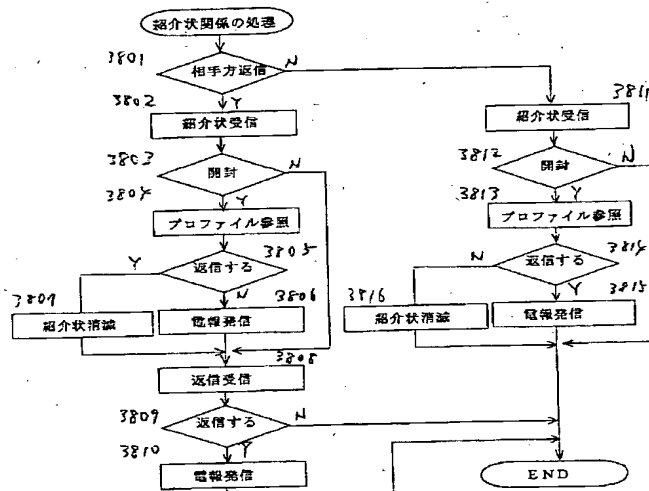 紹介状関係の処理
3801
相手方返信
N
Y
3802
紹介状受信
3803
開封
N
Y
3804
プロファイル参照
3805
返信する
Y
N
3807
紹介状消滅
3806
電報発信
3808
返信受信
3809
返信する
N
Y
3810
電報発信
3811
紹介状受信
3812
開封
N
Y
3813
プロファイル参照
3814
返信する
N
Y
3816
紹介状消滅
3815
電報発信
END